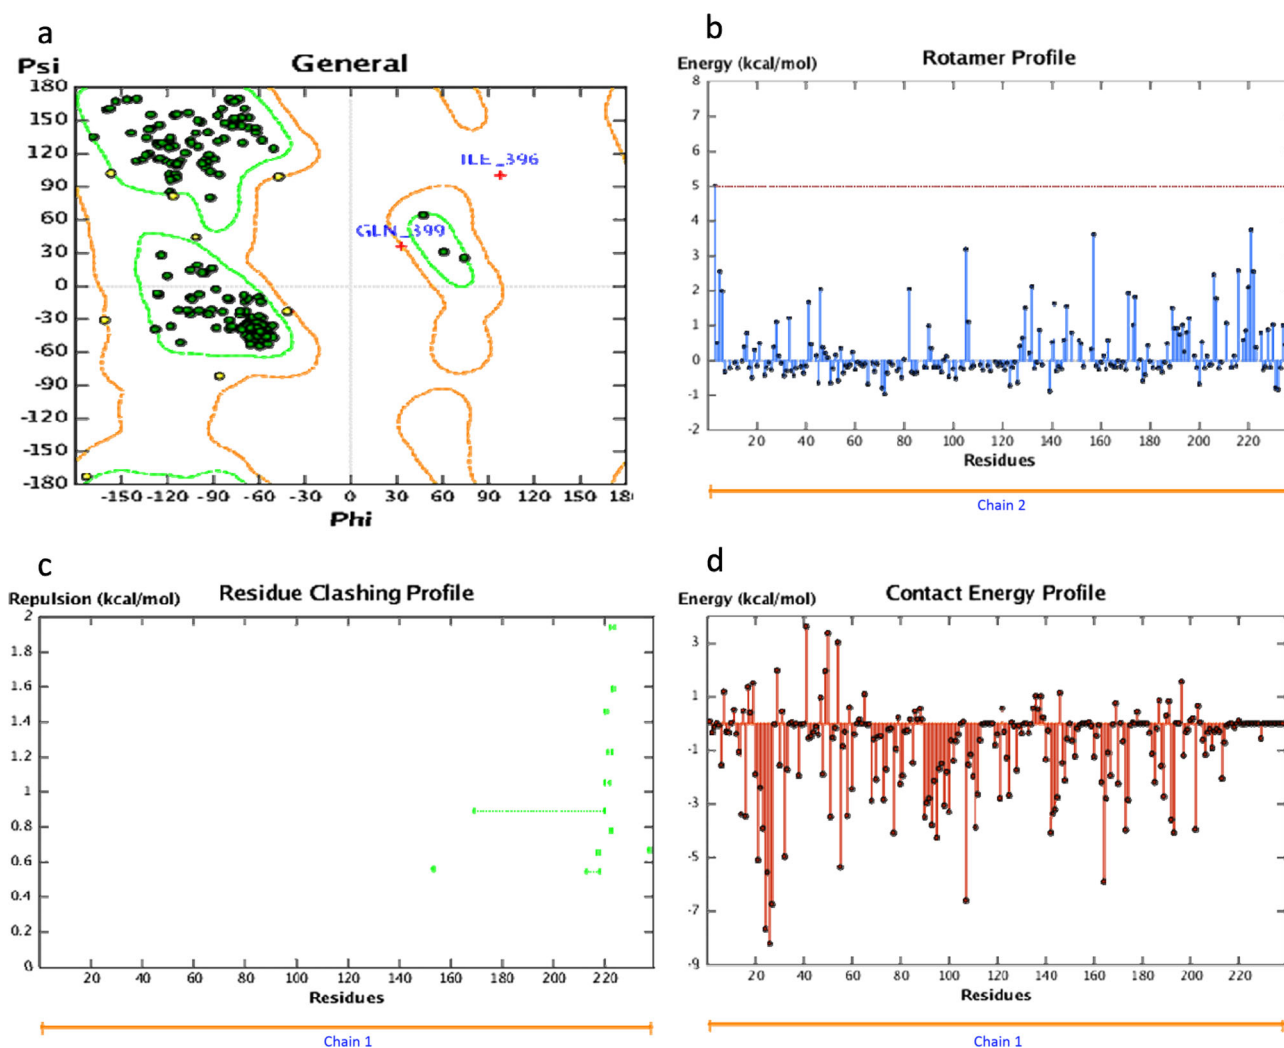 a
Psi
General
180
150
120
90
60
30
0
-30
-60
-90
-120
-150
-180
ILE_396
GLN_399
-150 -120 -90 -60 -30 0 30 60 90 120 150 180
Phi
b
Energy (kcal/mol)
Rotamer Profile
8
7
6
5
4
3
2
1
0
-1
-2
20 40 60 80 100 120 140 160 180 200 220
Residues
Chain 2
c
Repulsion (kcal/mol)
Residue Clashing Profile
2
1.8
1.6
1.4
1.2
1
0.8
0.6
0.4
0.2
0
20 40 60 80 100 120 140 160 180 200 220
Residues
Chain 1
d
Energy (kcal/mol)
Contact Energy Profile
3
1
-1
-3
-5
-7
-9
20 40 60 80 100 120 140 160 180 200 220
Residues
Chain 1